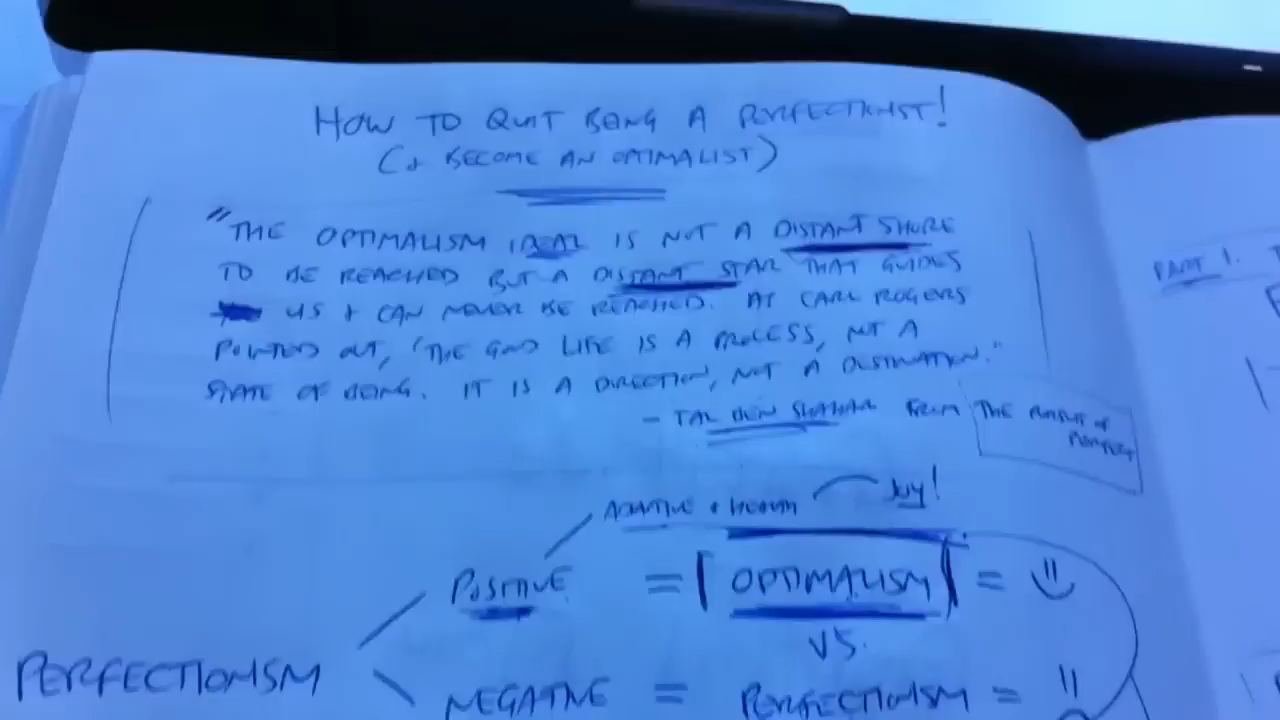 HOW TO QUIT BEING A PERFECTIONIST!
(+ BECOME AN OPTIMALIST)
"THE OPTIMALISM IDEAL IS NOT A DISTANT SHORE
TO BE REACHED BUT A DISTANT STAR THAT GUIDES
US + CAN NEVER BE REACHED. AS CARL ROGERS
POINTED OUT, 'THE GOOD LIFE IS A PROCESS, NOT A
STATE OF BEING. IT IS A DIRECTION, NOT A DESTINATION."
- TAL BEN SHAHAR FROM THE PURSUIT OF
PERFECT
PART 1.
ADAPTIVE + HEALTHY JOY!
POSITIVE = OPTIMALISM = 
VS.
PERFECTIONISM
NEGATIVE = PERFECTIONISM =